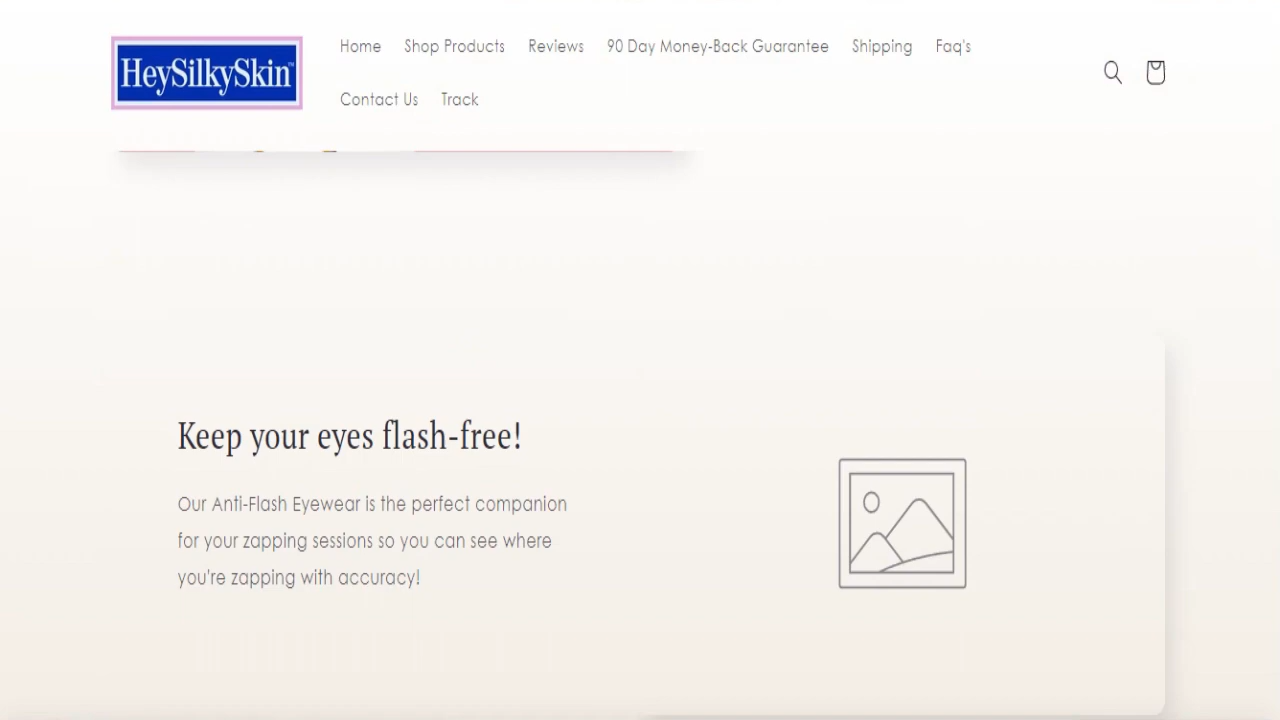 HeySilkySkin™
Home Shop Products Reviews 90 Day Money-Back Guarantee Shipping Faq's
Contact Us Track
Keep your eyes flash-free!
Our Anti-Flash Eyewear is the perfect companion
for your zapping sessions so you can see where
you're zapping with accuracy!